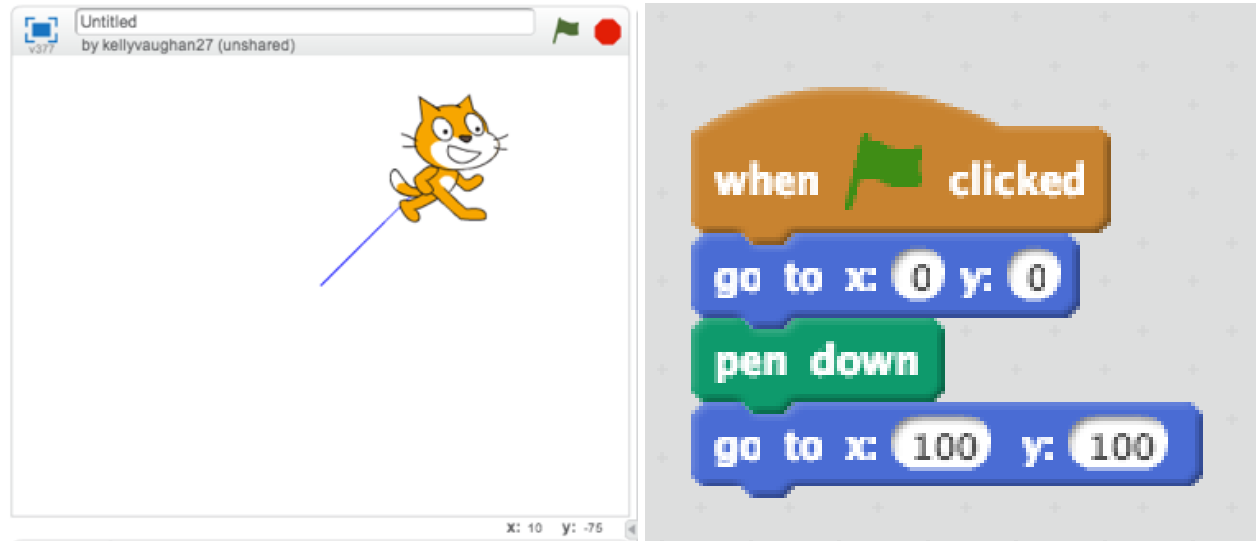 Untitled
v377
by kellyvaughan27 (unshared)
x: 10 y: -75
when clicked
go to x: 0 y: 0
pen down
go to x: 100 y: 100